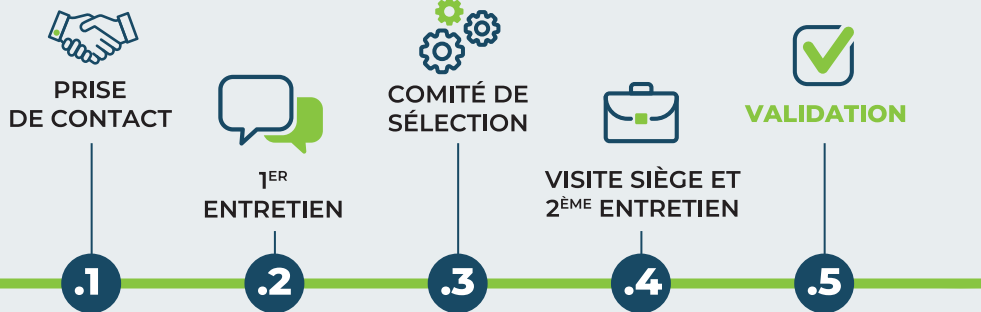 PRISE
DE CONTACT
.1
1ER
ENTRETIEN
.2
COMITÉ DE
SÉLECTION
.3
VISITE SIÈGE ET
2ÈME ENTRETIEN
.4
VALIDATION
.5